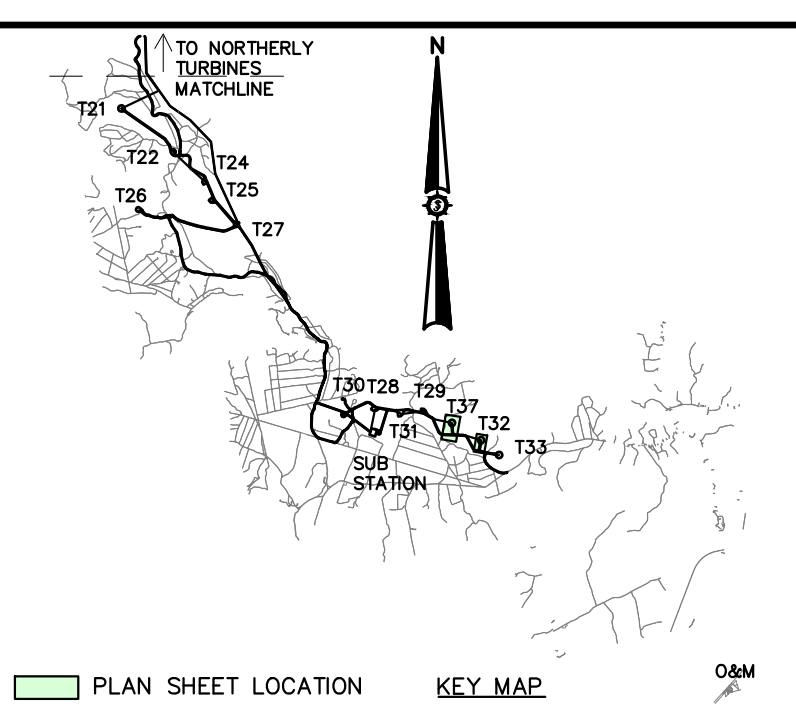 TO NORTHERLY
TURBINES
MATCHLINE
N
T21
T22
T24
T25
T26
T27
T30
T28
T29
T37
T31
T32
T33
SUB
STATION
PLAN SHEET LOCATION
KEY MAP
O&M